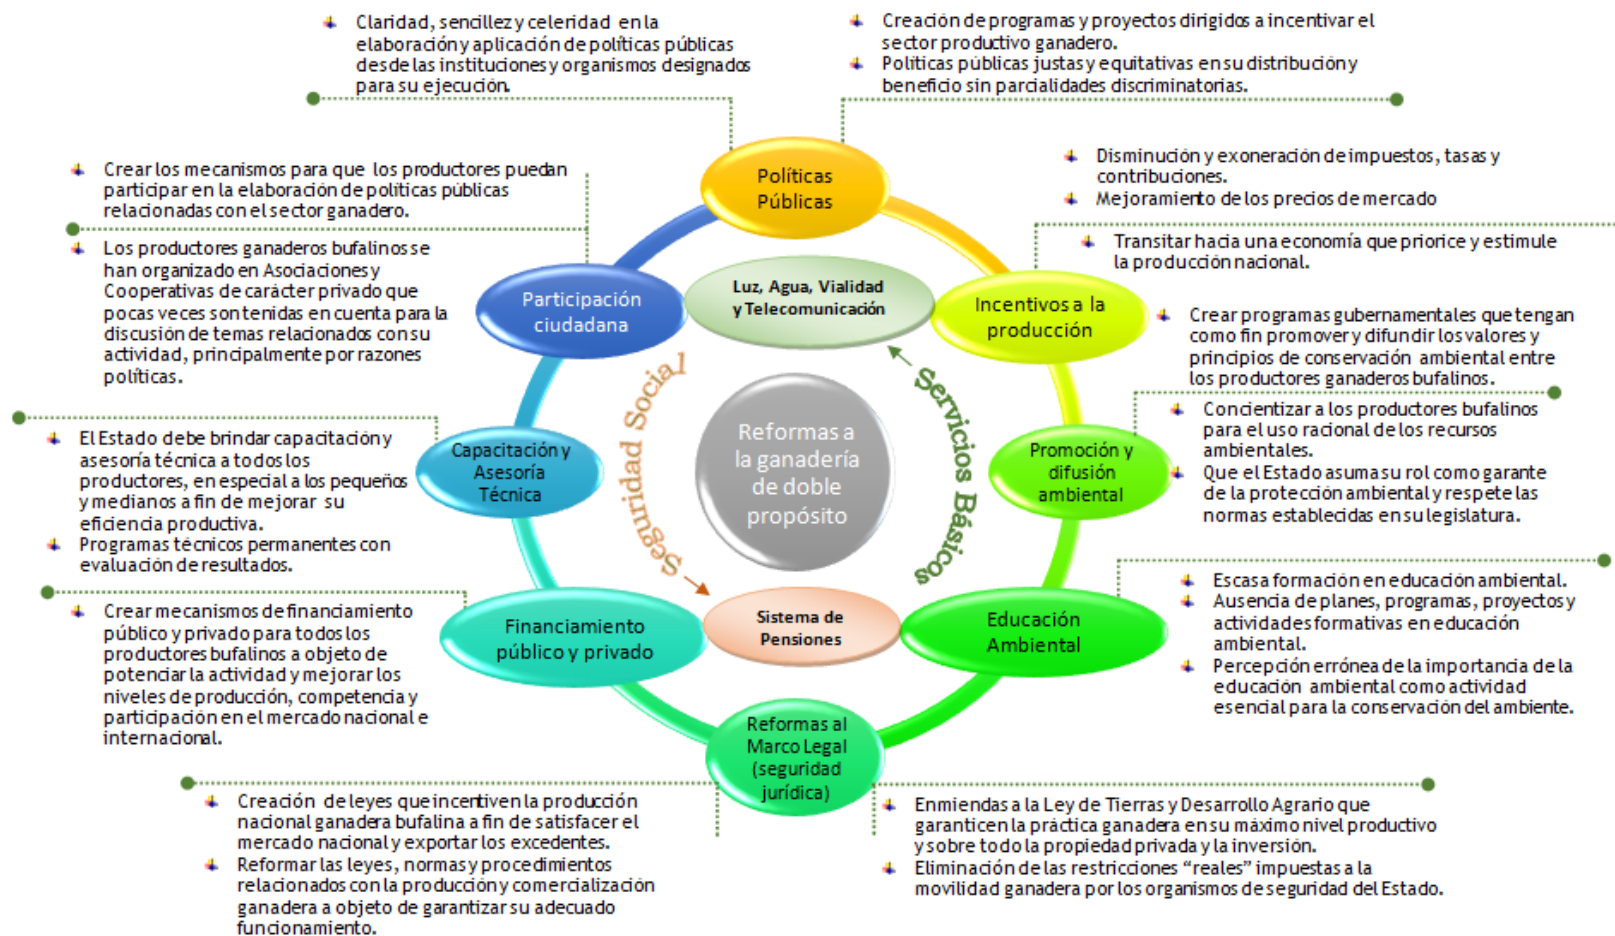 Claridad, sencillez y celeridad en la
elaboración y aplicación de políticas públicas
desde las instituciones y organismos designados
para su ejecución.
Creación de programas y proyectos dirigidos a incentivar el
sector productivo ganadero.
Políticas públicas justas y equitativas en su distribución y
beneficio sin parcialidades discriminatorias.
Políticas
Públicas
Crear los mecanismos para que los productores puedan
participar en la elaboración de políticas públicas
relacionadas con el sector ganadero.
Los productores ganaderos bufalinos se
han organizado en Asociaciones y
Cooperativas de carácter privado que
pocas veces son tenidas en cuenta para la
discusión de temas relacionados con su
actividad, principalmente por razones
políticas.
Participación
ciudadana
Luz, Agua, Vialidad
y Telecomunicación
Disminución y exoneración de impuestos, tasas y
contribuciones.
Mejoramiento de los precios de mercado
Transitar hacia una economía que priorice y estimule
la producción nacional.
Incentivos a la
producción
Crear programas gubernamentales que tengan
como fin promover y difundir los valores y
principios de conservación ambiental entre
los productores ganaderos bufalinos.
Concientizar a los productores bufalinos
para el uso racional de los recursos
ambientales.
Que el Estado asuma su rol como garante
de la protección ambiental y respete las
normas establecidas en su legislatura.
Promoción y
difusión
ambiental
Seguridad Social
Reformas a
la ganadería
de doble
propósito
Servicios Básicos
El Estado debe brindar capacitación y
asesoría técnica a todos los
productores, en especial a los pequeños
y medianos a fin de mejorar su
eficiencia productiva.
Programas técnicos permanentes con
evaluación de resultados.
Capacitación y
Asesoría
Técnica
Crear mecanismos de financiamiento
público y privado para todos los
productores bufalinos a objeto de
potenciar la actividad y mejorar los
niveles de producción, competencia y
participación en el mercado nacional e
internacional.
Financiamiento
público y privado
Sistema de
Pensiones
Educación
Ambiental
Escasa formación en educación ambiental.
Ausencia de planes, programas, proyectos y
actividades formativas en educación
ambiental.
Percepción errónea de la importancia de la
educación ambiental como actividad
esencial para la conservación del ambiente.
Reformas al
Marco Legal
(seguridad
jurídica)
Creación de leyes que incentiven la producción
nacional ganadera bufalina a fin de satisfacer el
mercado nacional y exportar los excedentes.
Reformar las leyes, normas y procedimientos
relacionados con la producción y comercialización
ganadera a objeto de garantizar su adecuado
funcionamiento.
Enmiendas a la Ley de Tierras y Desarrollo Agrario que
garanticen la práctica ganadera en su máximo nivel productivo
y sobre todo la propiedad privada y la inversión.
Eliminación de las restricciones “reales” impuestas a la
movilidad ganadera por los organismos de seguridad del Estado.